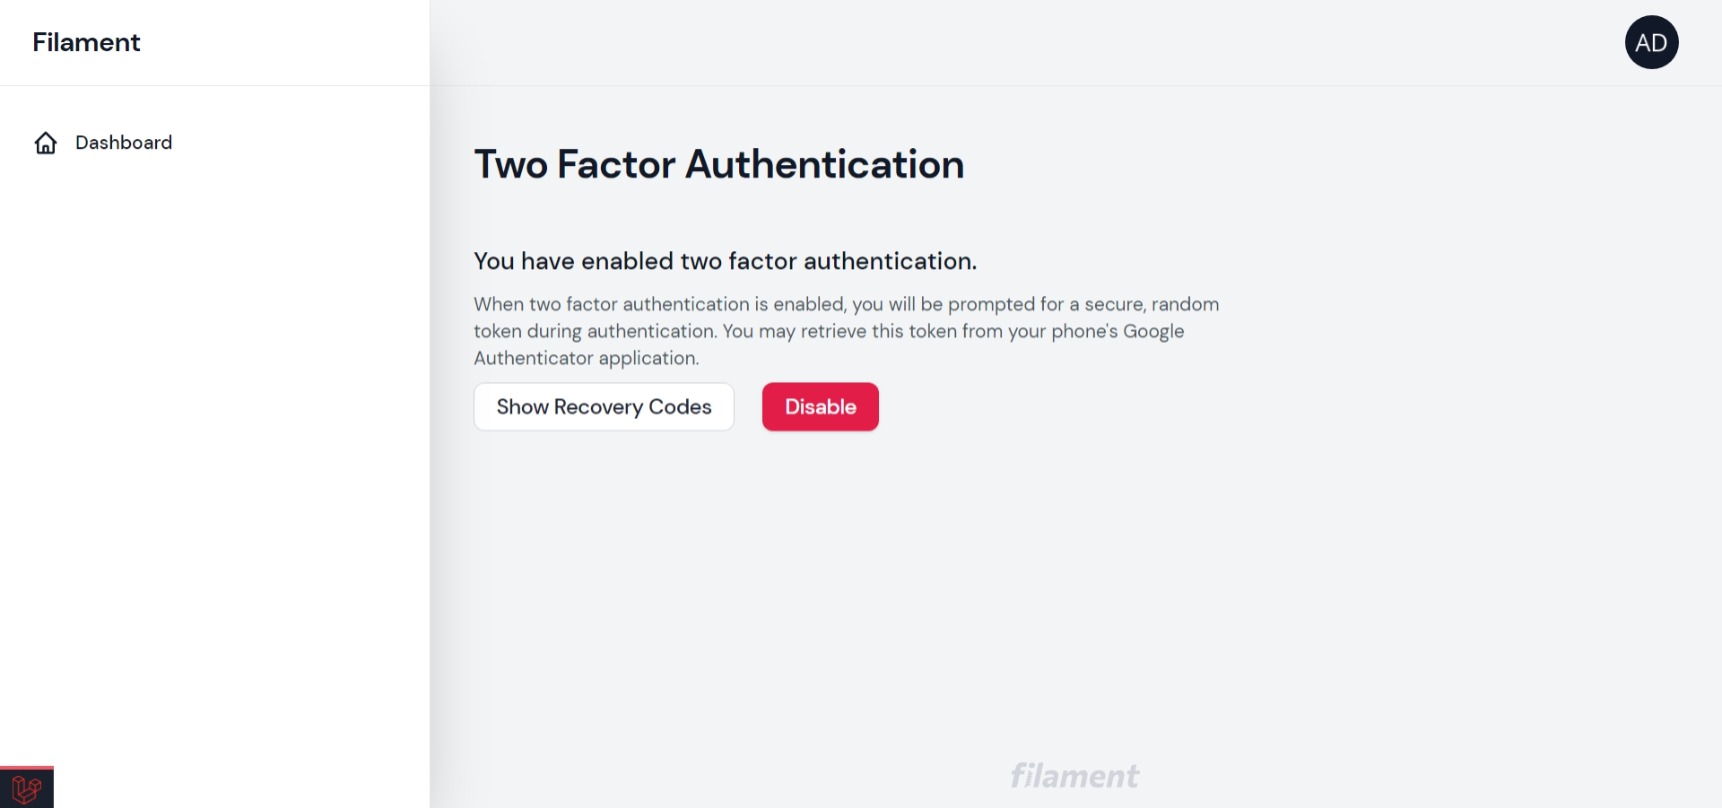 Filament
AD
Dashboard
Two Factor Authentication
You have enabled two factor authentication.
When two factor authentication is enabled, you will be prompted for a secure, random
token during authentication. You may retrieve this token from your phone's Google
Authenticator application.
Show Recovery Codes
Disable
filament